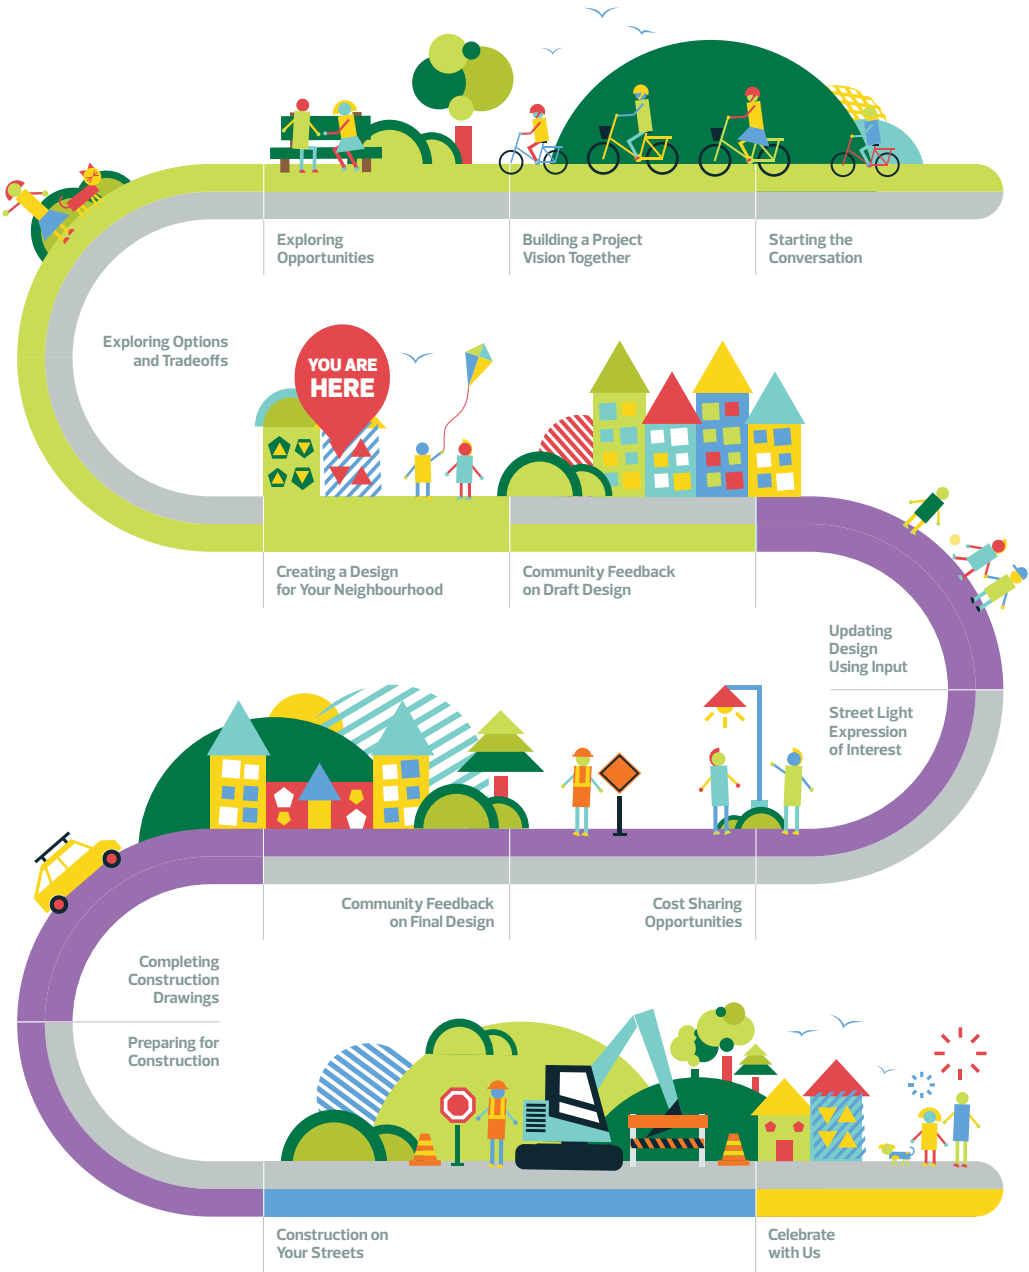 Exploring
Opportunities
Building a Project
Vision Together
Starting the
Conversation
Exploring Options
and Tradeoffs
YOU ARE
HERE
Creating a Design
for Your Neighbourhood
Community Feedback
on Draft Design
Updating
Design
Using Input
Street Light
Expression
of Interest
Community Feedback
on Final Design
Cost Sharing
Opportunities
Completing
Construction
Drawings
Preparing for
Construction
Construction on
Your Streets
Celebrate
with Us